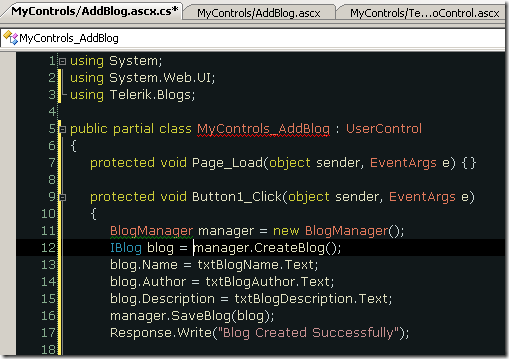 MyControls/AddBlog.ascx.cs* MyControls/AddBlog.ascx MyControls/Te...oControl.ascx
MyControls_AddBlog
1 using System;
2 using System.Web.UI;
3 using Telerik.Blogs;
4
5 public partial class MyControls_AddBlog : UserControl
6 {
7 protected void Page_Load(object sender, EventArgs e) {}
8
9 protected void Button1_Click(object sender, EventArgs e)
10 {
11 BlogManager manager = new BlogManager();
12 IBlog blog = manager.CreateBlog();
13 blog.Name = txtBlogName.Text;
14 blog.Author = txtBlogAuthor.Text;
15 blog.Description = txtBlogDescription.Text;
16 manager.SaveBlog(blog);
17 Response.Write("Blog Created Successfully");
18